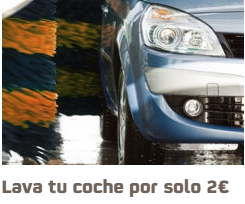 Lava tu coche por solo 2€